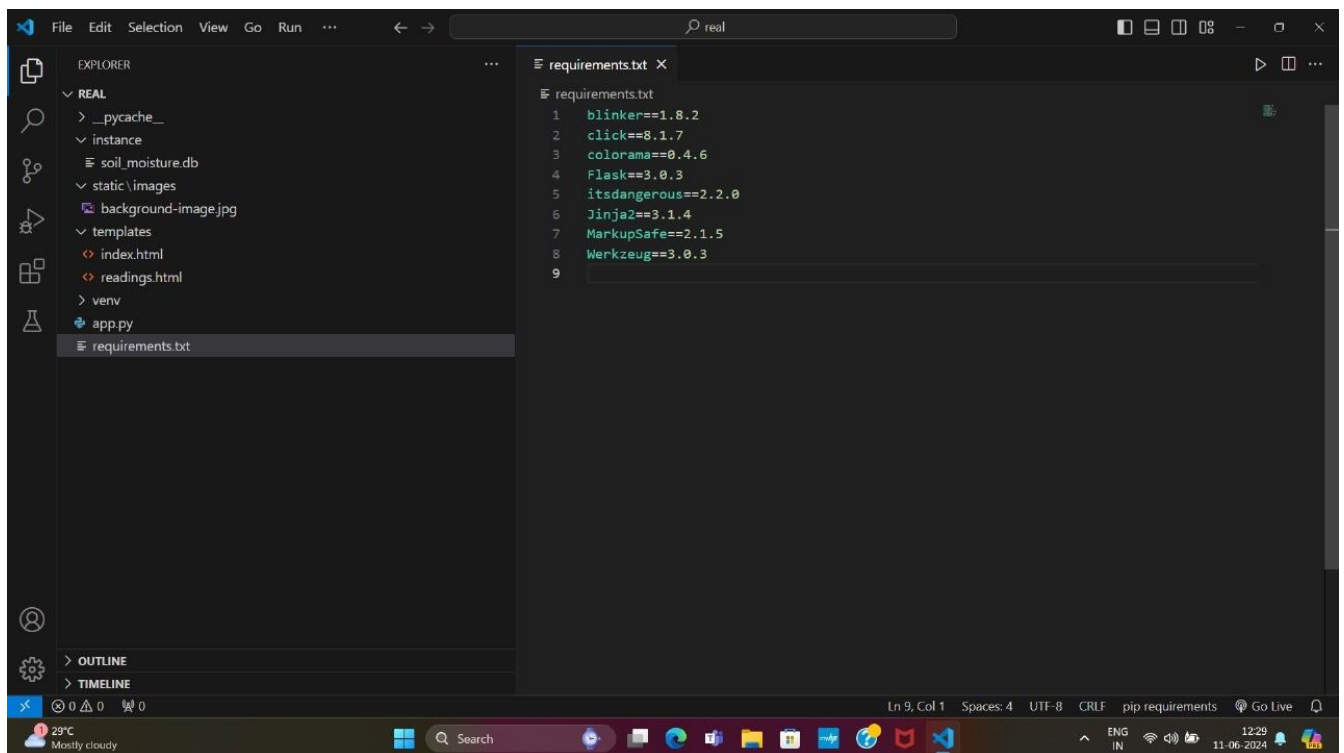 File Edit Selection View Go Run ··· ← → real
EXPLORER ···
REAL
__pycache__
instance
soil_moisture.db
static\images
background-image.jpg
templates
index.html
readings.html
venv
app.py
requirements.txt
OUTLINE
TIMELINE
requirements.txt ×
requirements.txt
1 blinker==1.8.2
2 click==8.1.7
3 colorama==0.4.6
4 Flask==3.0.3
5 itsdangerous==2.2.0
6 Jinja2==3.1.4
7 MarkupSafe==2.1.5
8 Werkzeug==3.0.3
9
0 0 0 Ln 9, Col 1 Spaces: 4 UTF-8 CRLF pip requirements Go Live
1 29°C
Mostly cloudy
Search
ENG
IN
12:29
11-06-2024